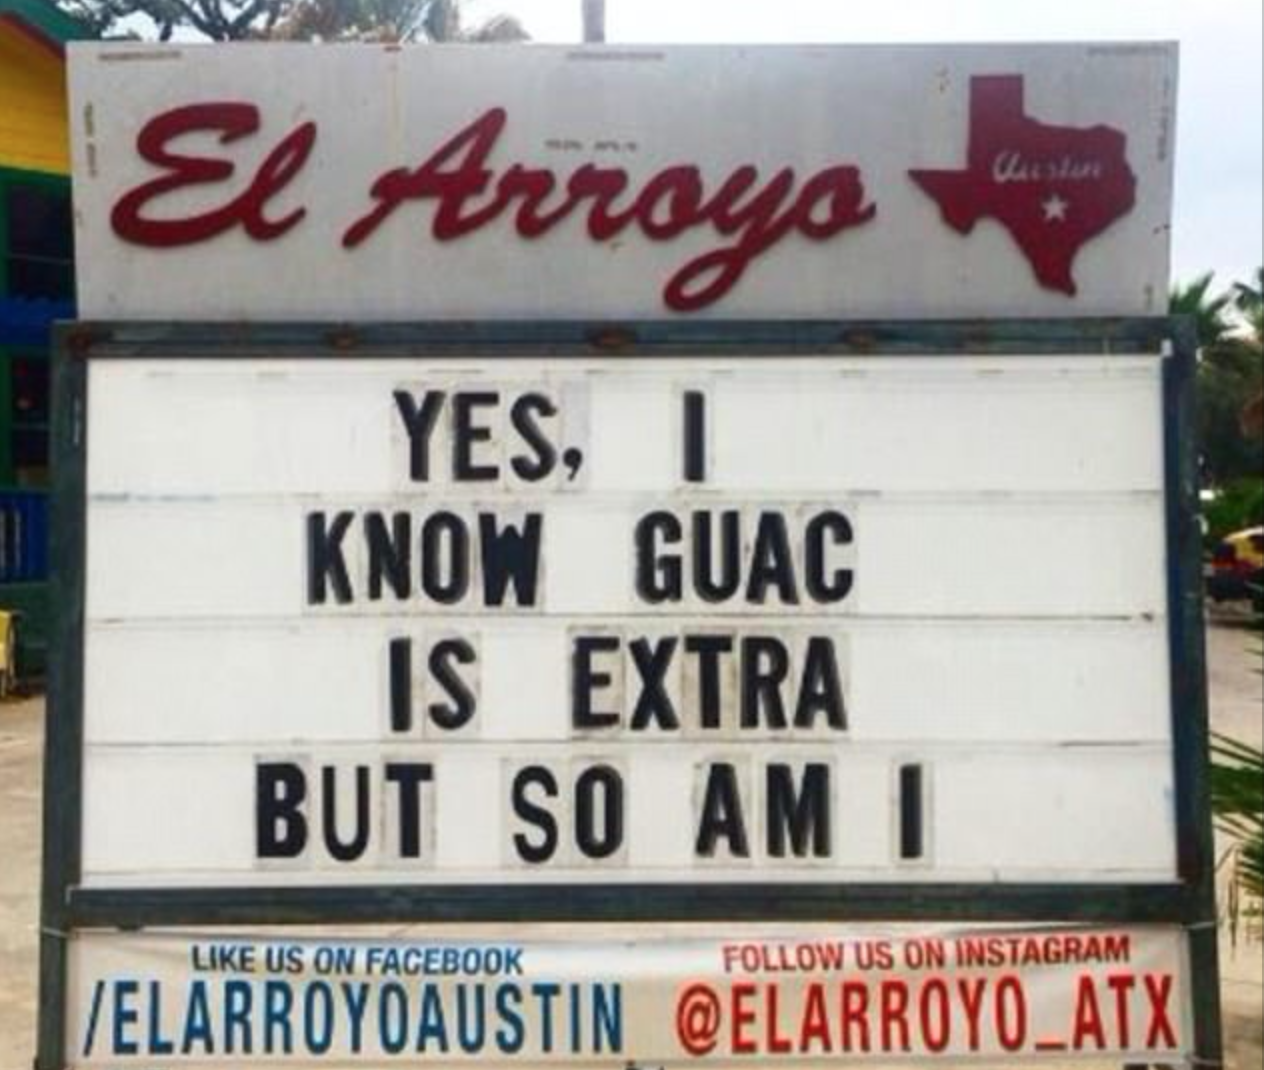 El Arroyo
Austin
YES, I
KNOW GUAC
IS EXTRA
BUT SO AM I
LIKE US ON FACEBOOK
/ELARROYOAUSTIN
FOLLOW US ON INSTAGRAM
@ELARROYO_ATX